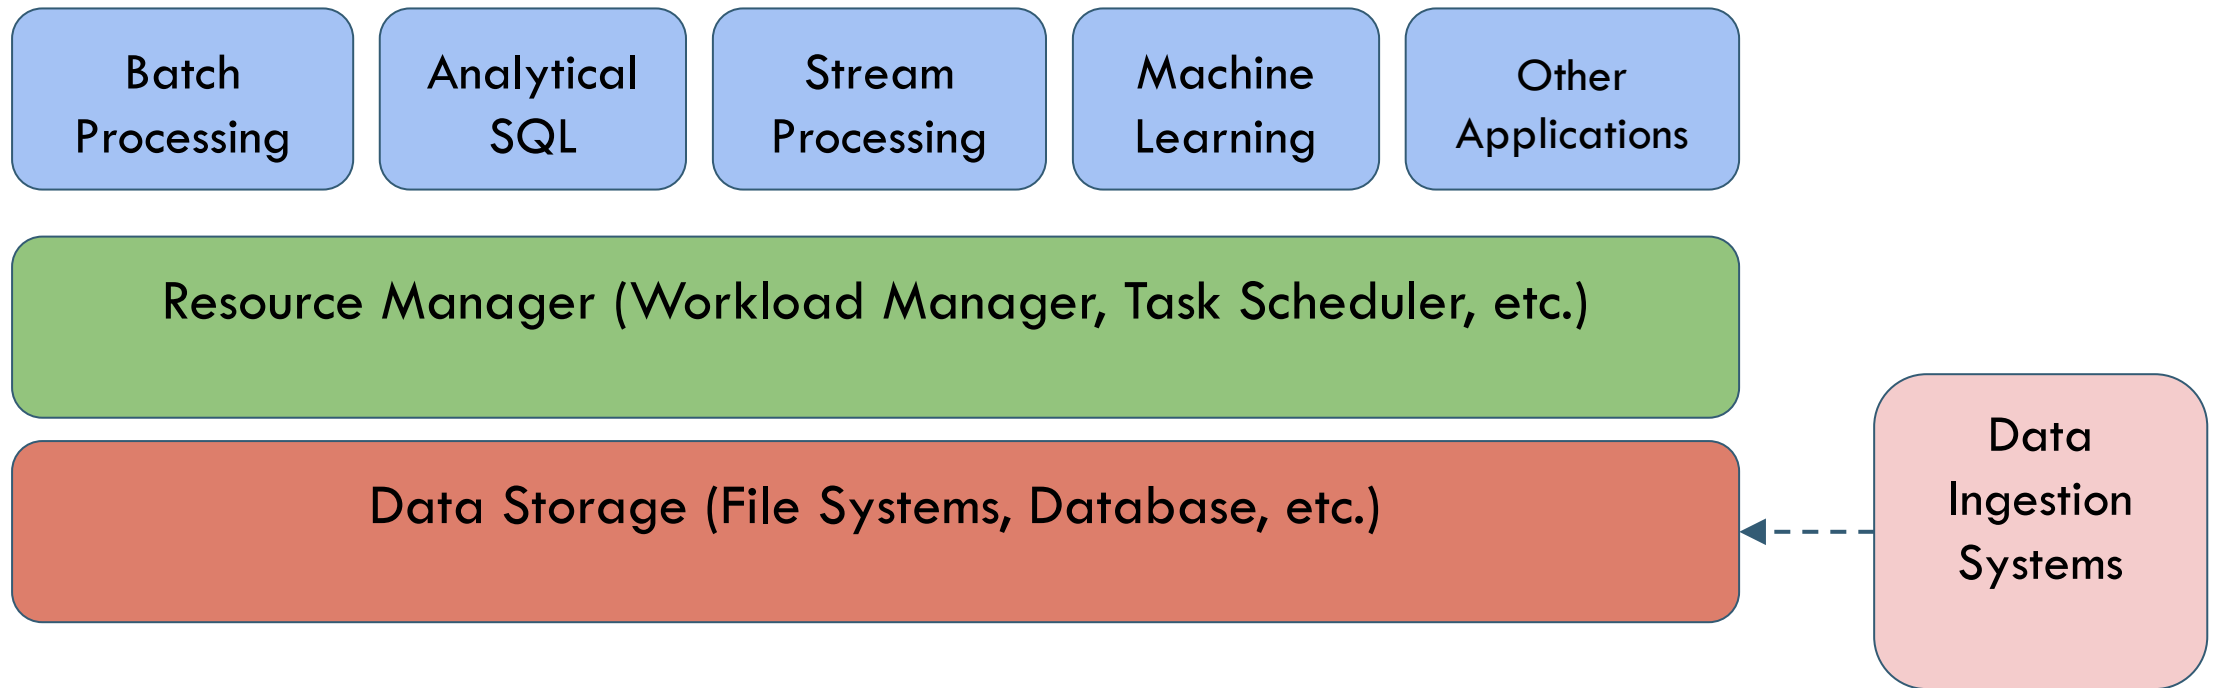 Batch
Processing
Analytical
SQL
Stream
Processing
Machine
Learning
Other
Applications
Resource Manager (Workload Manager, Task Scheduler, etc.)
Data Storage (File Systems, Database, etc.)
Data
Ingestion
Systems